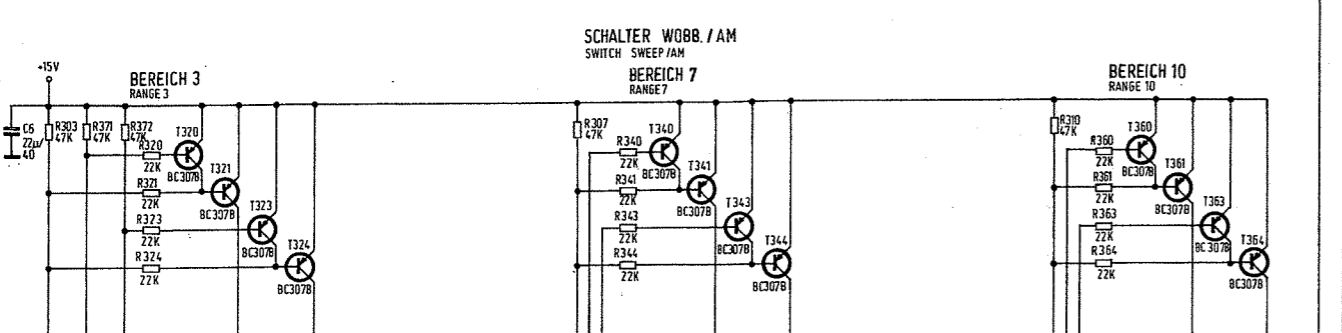 SCHALTER WOBB. / AM
SWITCH SWEEP/AM
+15V
BEREICH 3
RANGE 3
C6
22µ/
40
R303
47K
R371
47K
R372
47K
R320
22K
T320
BC307B
R321
22K
T321
BC307B
R323
22K
T323
BC307B
R324
22K
T324
BC307B
BEREICH 7
RANGE7
R307
47K
R340
22K
T340
BC307B
R341
22K
T341
BC307B
R343
22K
T343
BC307B
R344
22K
T344
BC307B
BEREICH 10
RANGE 10
R310
47K
R360
22K
T360
BC307B
R361
22K
T361
BC307B
R363
22K
T363
BC307B
R364
22K
T364
BC307B